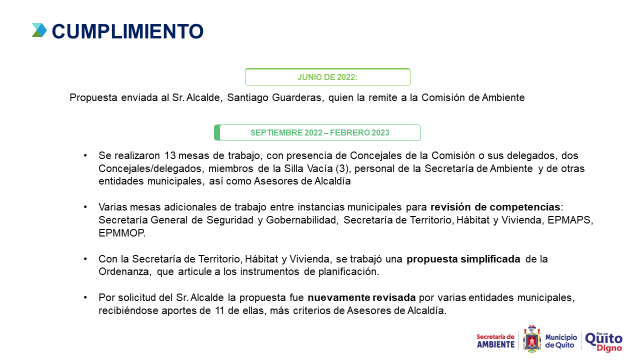 CUMPLIMIENTO
JUNIO DE 2022:
Propuesta enviada al Sr. Alcalde, Santiago Guarderas, quien la remite a la Comisión de Ambiente
SEPTIEMBRE 2022 – FEBRERO 2023
• Se realizaron 13 mesas de trabajo, con presencia de Concejales de la Comisión o sus delegados, dos
Concejales/delegados, miembros de la Silla Vacía (3), personal de la Secretaría de Ambiente y de otras
entidades municipales, así como Asesores de Alcaldía
• Varias mesas adicionales de trabajo entre instancias municipales para revisión de competencias:
Secretaría General de Seguridad y Gobernabilidad, Secretaría de Territorio, Hábitat y Vivienda, EPMAPS,
EPMMOP.
• Con la Secretaría de Territorio, Hábitat y Vivienda, se trabajó una propuesta simplificada de la
Ordenanza, que articule a los instrumentos de planificación.
• Por solicitud del Sr. Alcalde la propuesta fue nuevamente revisada por varias entidades municipales,
recibiéndose aportes de 11 de ellas, más criterios de Asesores de Alcaldía.
Secretaría de
AMBIENTE
Municipio
de Quito
Por un
Quito
Digno